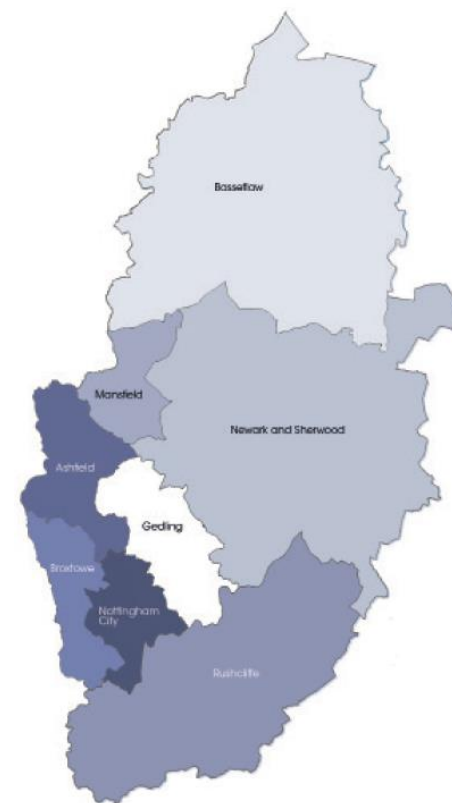 Bassetlaw
Mansfield
Newark and Sherwood
Ashfield
Gedling
Broxtowe
Nottingham
City
Rushcliffe